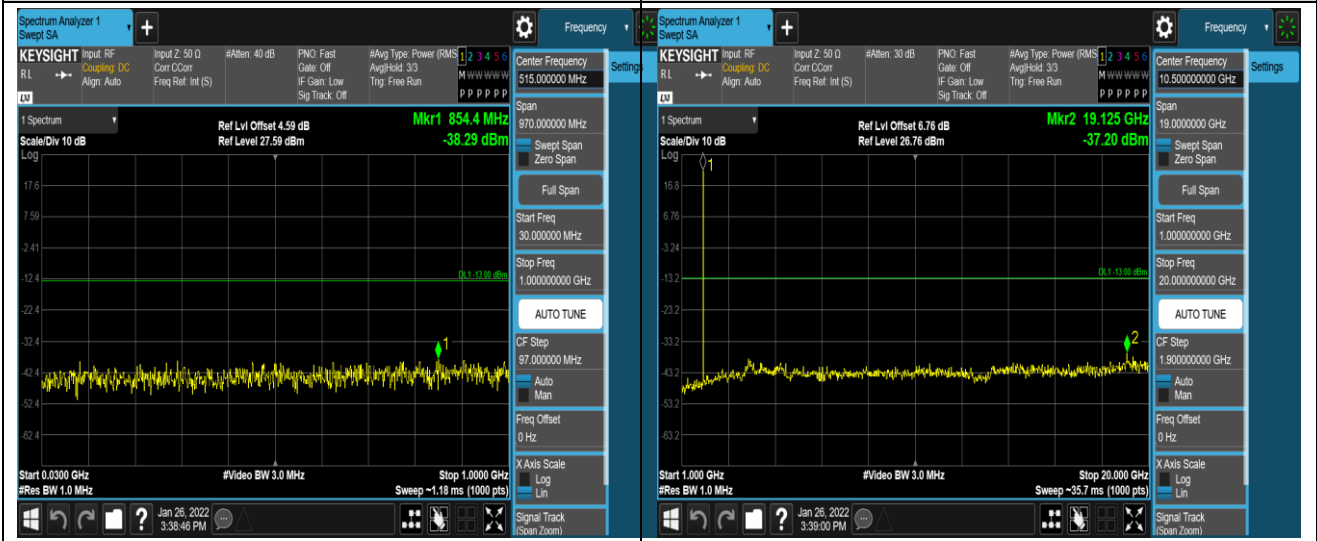 Spectrum Analyzer 1
Swept SA
+
Frequency
KEYSIGHT
RL
LXI
Input: RF
Coupling: DC
Align: Auto
Input Z: 50 Ω
Corr CCorr
Freq Ref: Int (S)
#Atten: 40 dB
PNO: Fast
Gate: Off
IF Gain: Low
Sig Track: Off
#Avg Type: Power (RMS
Avg|Hold: 3/3
Trig: Free Run
1 2 3 4 5 6
M W W W W W
P P P P P P
1 Spectrum
Scale/Div 10 dB
Log
Ref Lvl Offset 4.59 dB
Ref Level 27.59 dBm
Mkr1 854.4 MHz
-38.29 dBm
17.6
7.59
-2.41
-12.4
-22.4
-32.4
-42.4
-52.4
-62.4
DL1 -13.00 dBm
1
Start 0.0300 GHz
#Res BW 1.0 MHz
#Video BW 3.0 MHz
Stop 1.0000 GHz
Sweep ~1.18 ms (1000 pts)
Center Frequency
515.000000 MHz
Settings
Span
970.000000 MHz
Swept Span
Zero Span
Full Span
Start Freq
30.000000 MHz
Stop Freq
1.000000000 GHz
AUTO TUNE
CF Step
97.000000 MHz
Auto
Man
Freq Offset
0 Hz
X Axis Scale
Log
Lin
Signal Track
(Span Zoom)
?
Jan 26, 2022
3:38:46 PM
Spectrum Analyzer 1
Swept SA
+
Frequency
KEYSIGHT
RL
LXI
Input: RF
Coupling: DC
Align: Auto
Input Z: 50 Ω
Corr CCorr
Freq Ref: Int (S)
#Atten: 30 dB
PNO: Fast
Gate: Off
IF Gain: Low
Sig Track: Off
#Avg Type: Power (RMS
Avg|Hold: 3/3
Trig: Free Run
1 2 3 4 5 6
M W W W W W
P P P P P P
1 Spectrum
Scale/Div 10 dB
Log
Ref Lvl Offset 6.76 dB
Ref Level 26.76 dBm
Mkr2 19.125 GHz
-37.20 dBm
1
16.8
6.76
-3.24
-13.2
-23.2
-33.2
-43.2
-53.2
-63.2
DL1 -13.00 dBm
2
Start 1.000 GHz
#Res BW 1.0 MHz
#Video BW 3.0 MHz
Stop 20.000 GHz
Sweep ~35.7 ms (1000 pts)
Center Frequency
10.500000000 GHz
Settings
Span
19.0000000 GHz
Swept Span
Zero Span
Full Span
Start Freq
1.000000000 GHz
Stop Freq
20.000000000 GHz
AUTO TUNE
CF Step
1.900000000 GHz
Auto
Man
Freq Offset
0 Hz
X Axis Scale
Log
Lin
Signal Track
(Span Zoom)
?
Jan 26, 2022
3:39:00 PM